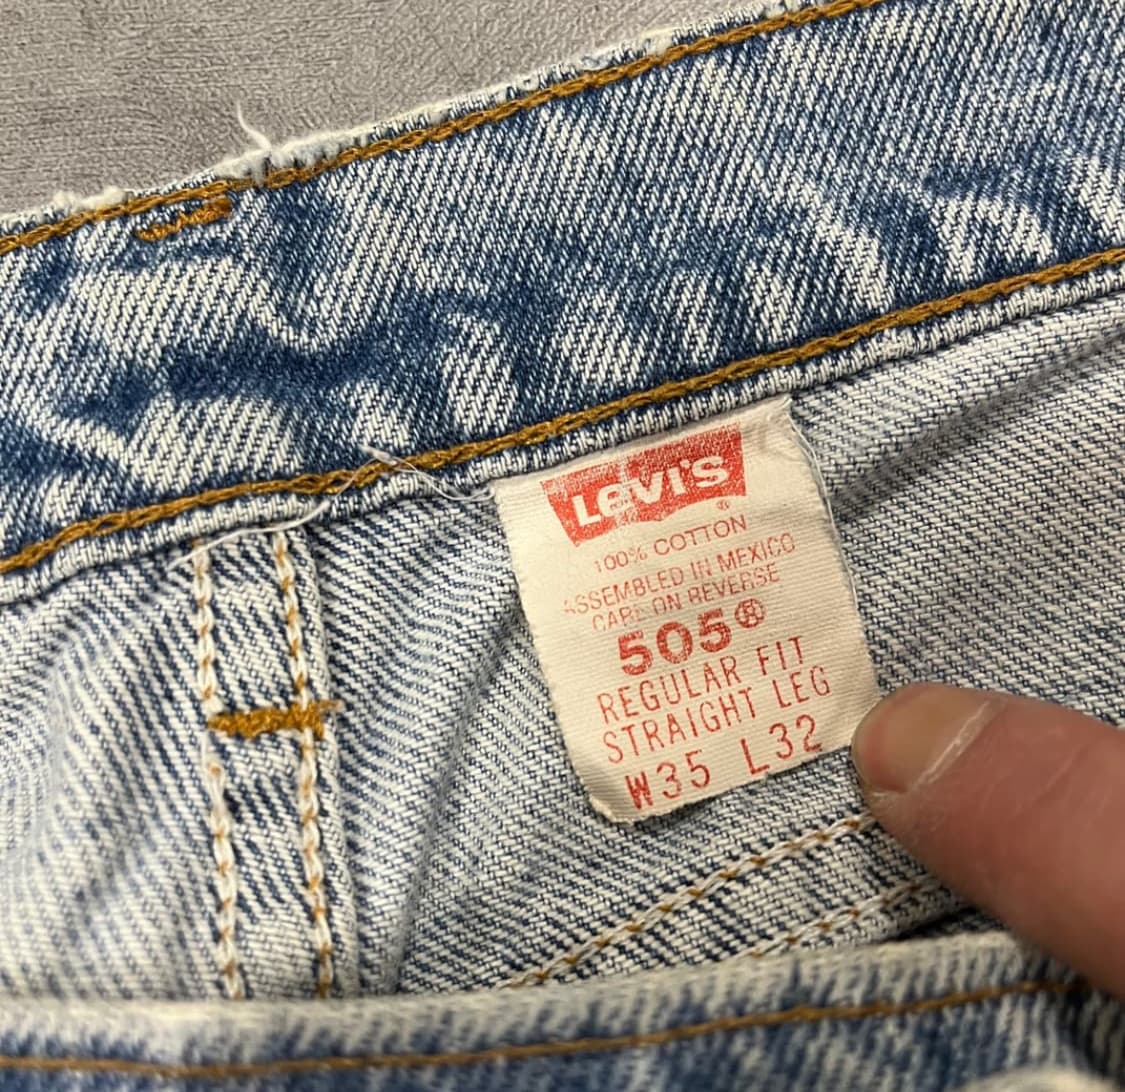 LEVI'S
®
100% COTTON
ASSEMBLED IN MEXICO
CARE ON REVERSE
505®
REGULAR FIT
STRAIGHT LEG
W35 L32